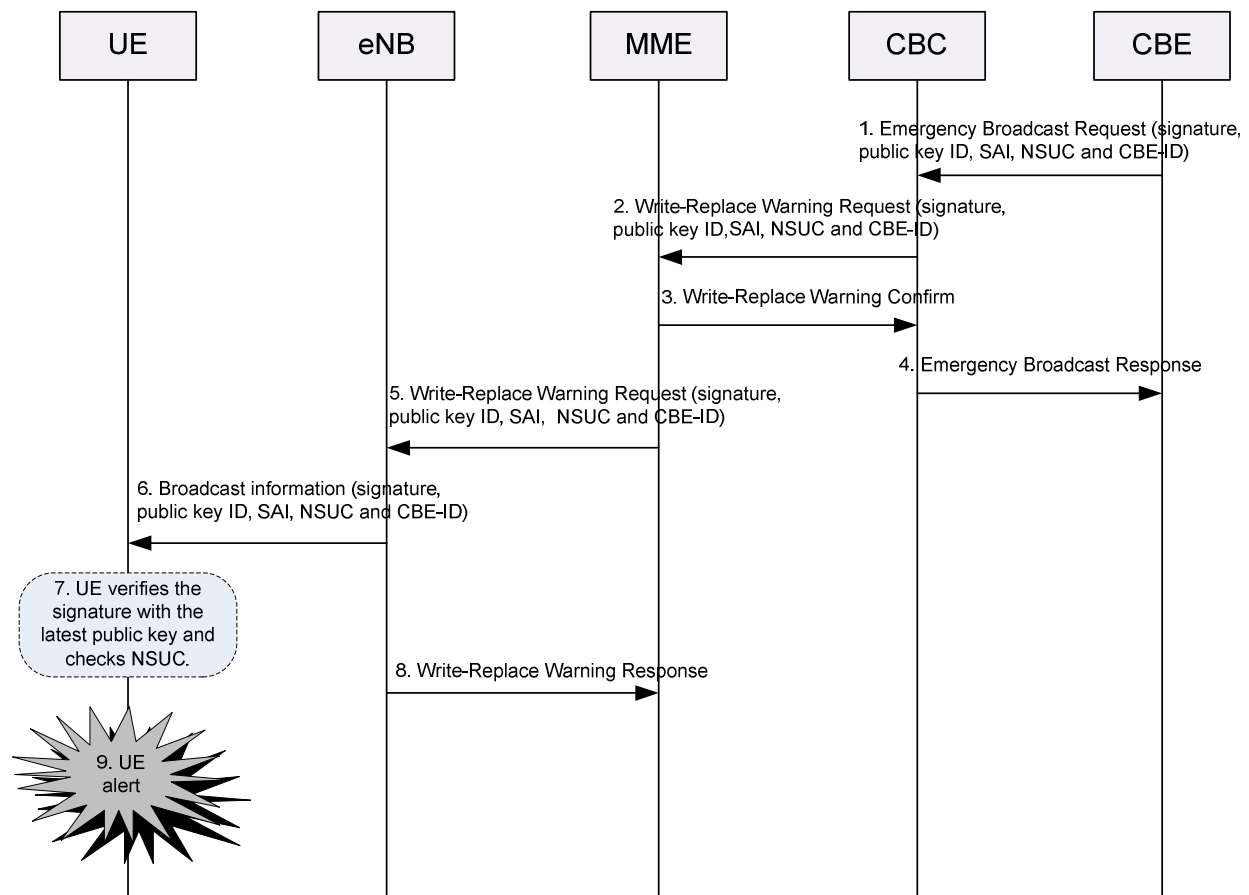 UE
eNB
MME
CBC
CBE
1. Emergency Broadcast Request (signature,
public key ID, SAI, NSUC and CBE-ID)
2. Write-Replace Warning Request (signature,
public key ID,SAI, NSUC and CBE-ID)
3. Write-Replace Warning Confirm
4. Emergency Broadcast Response
5. Write-Replace Warning Request (signature,
public key ID, SAI, NSUC and CBE-ID)
6. Broadcast information (signature,
public key ID, SAI, NSUC and CBE-ID)
7. UE verifies the
signature with the
latest public key and
checks NSUC.
8. Write-Replace Warning Response
9. UE
alert